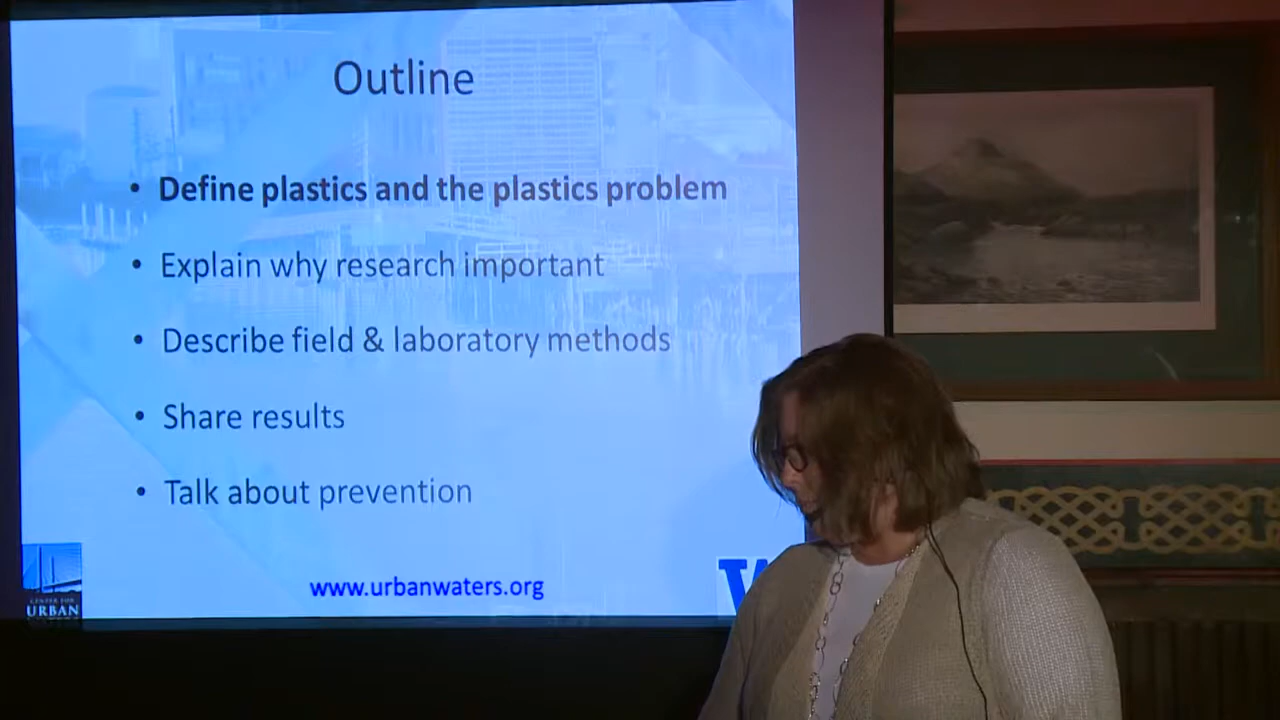 Outline
• Define plastics and the plastics problem
• Explain why research important
• Describe field & laboratory methods
• Share results
• Talk about prevention
www.urbanwaters.org
CENTER FOR
URBAN